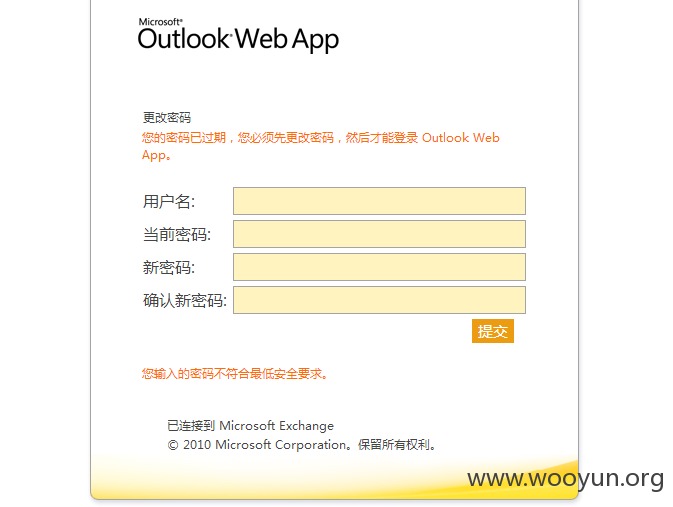 Microsoft®
Outlook® Web App
更改密码
您的密码已过期，您必须先更改密码，然后才能登录 Outlook Web
App。
用户名:
当前密码:
新密码:
确认新密码:
提交
您输入的密码不符合最低安全要求。
已连接到 Microsoft Exchange
© 2010 Microsoft Corporation。保留所有权利。
www.wooyun.org